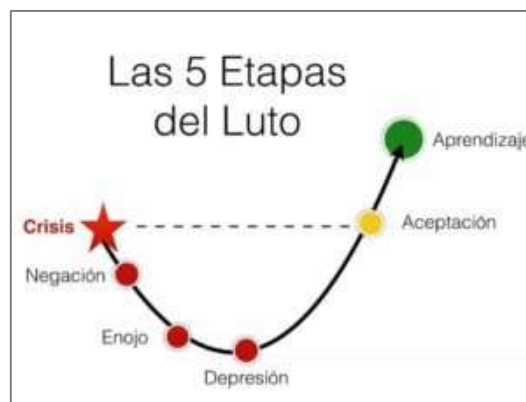 Las 5 Etapas
del Luto
Aprendizaje
Crisis
Aceptación
Negación
Enojo
Depresión